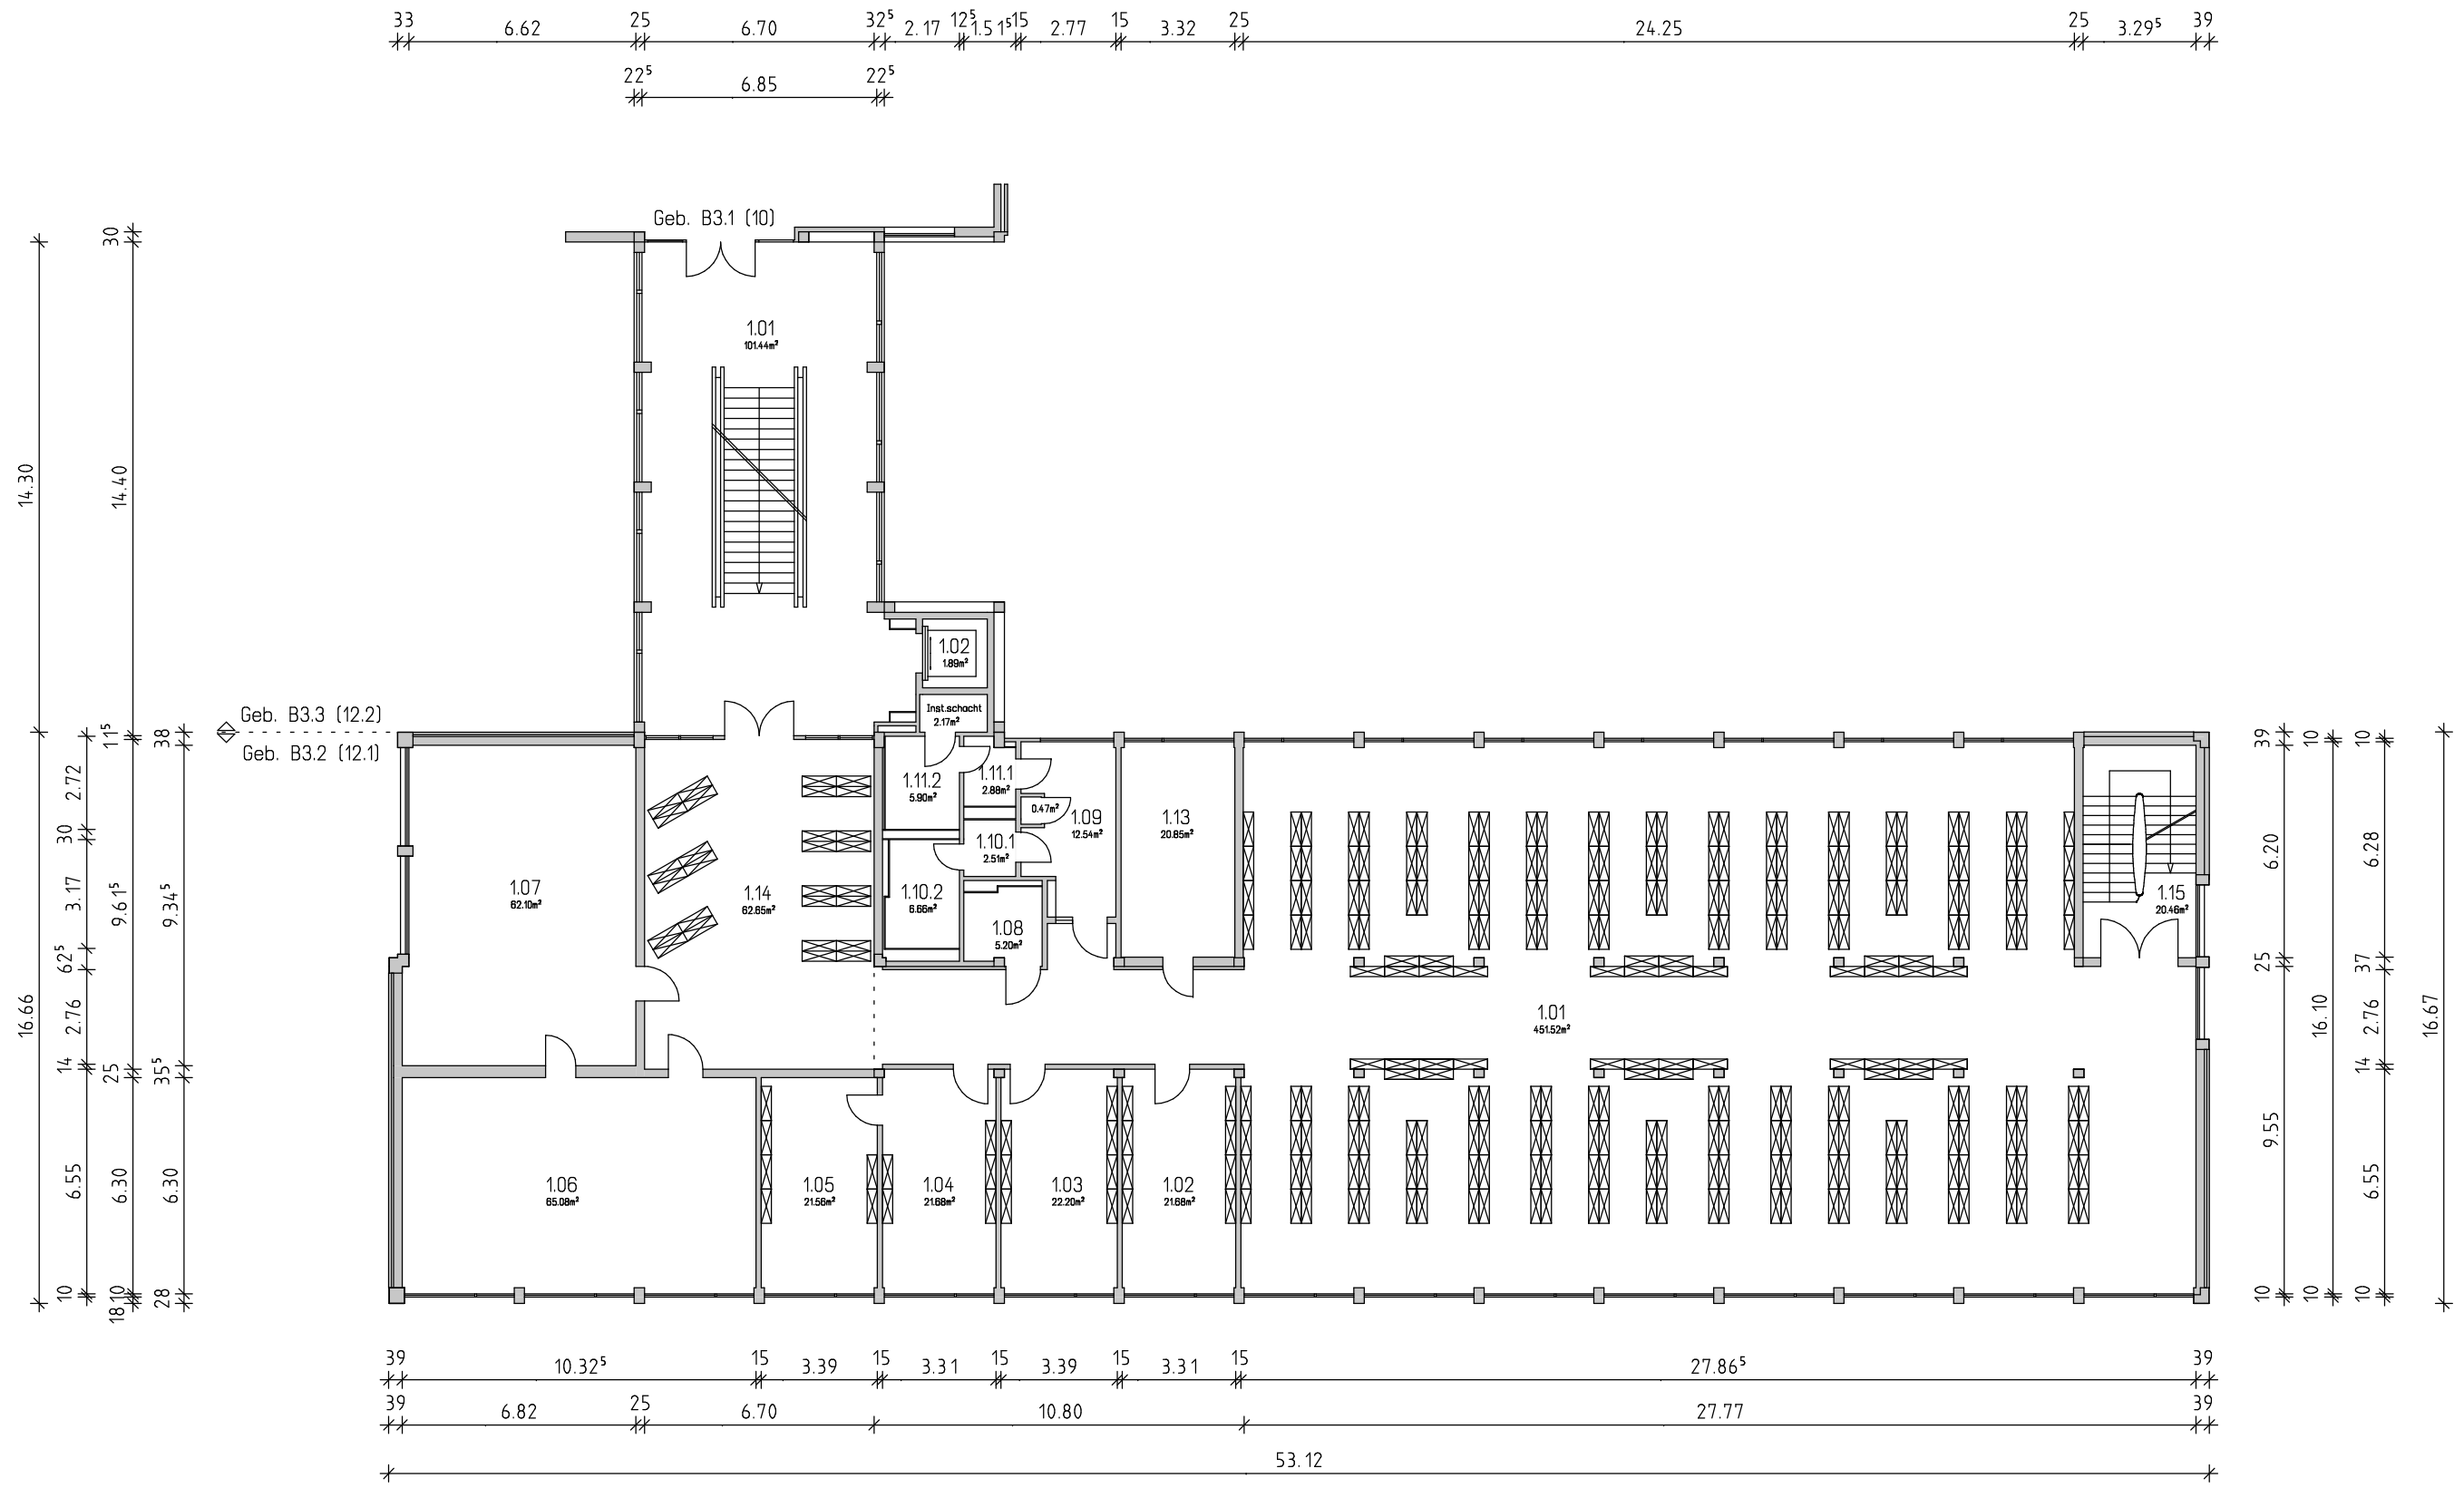 33 6.62 25 6.70 32⁵ 2.17 12⁵ 1.51⁵ 15 2.77 15 3.32 25 24.25 25 3.29⁵ 39
22⁵ 6.85 22⁵
Geb. B3.1 (10)
1.01
101.44m²
1.02
1.89m²
Inst.schacht
2.17m²
Geb. B3.3 (12.2)
Geb. B3.2 (12.1)
1.11.2
5.90m²
1.11.1
2.88m²
0.47m²
1.09
12.54m²
1.13
20.85m²
1.10.1
2.51m²
1.07
62.10m²
1.14
62.65m²
1.10.2
6.66m²
1.08
5.20m²
1.15
20.46m²
1.01
451.52m²
1.06
65.08m²
1.05
21.56m²
1.04
21.68m²
1.03
22.20m²
1.02
21.68m²
14.30
16.66
30
14.40
11⁵
9.61⁵
25
6.30
10
18
2.72
30
3.17
62⁵
2.76
14
6.55
10
38
9.34⁵
35⁵
6.30
28
39
6.20
25
9.55
10
10
16.10
10
10
6.28
37
2.76
14
6.55
10
16.67
39 10.32⁵ 15 3.39 15 3.31 15 3.39 15 3.31 15 27.86⁵ 39
39 6.82 25 6.70 10.80 27.77 39
53.12